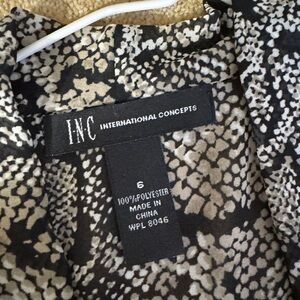 I·N·C INTERNATIONAL CONCEPTS
6
100%POLYESTER
MADE IN
CHINA
WPL 8046